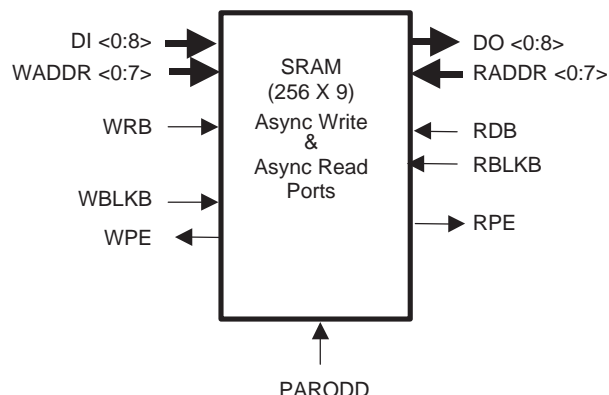 DI <0:8>
WADDR <0:7>
WRB
WBLKB
WPE
SRAM
(256 X 9)
Async Write
&
Async Read
Ports
DO <0:8>
RADDR <0:7>
RDB
RBLKB
RPE
PARODD